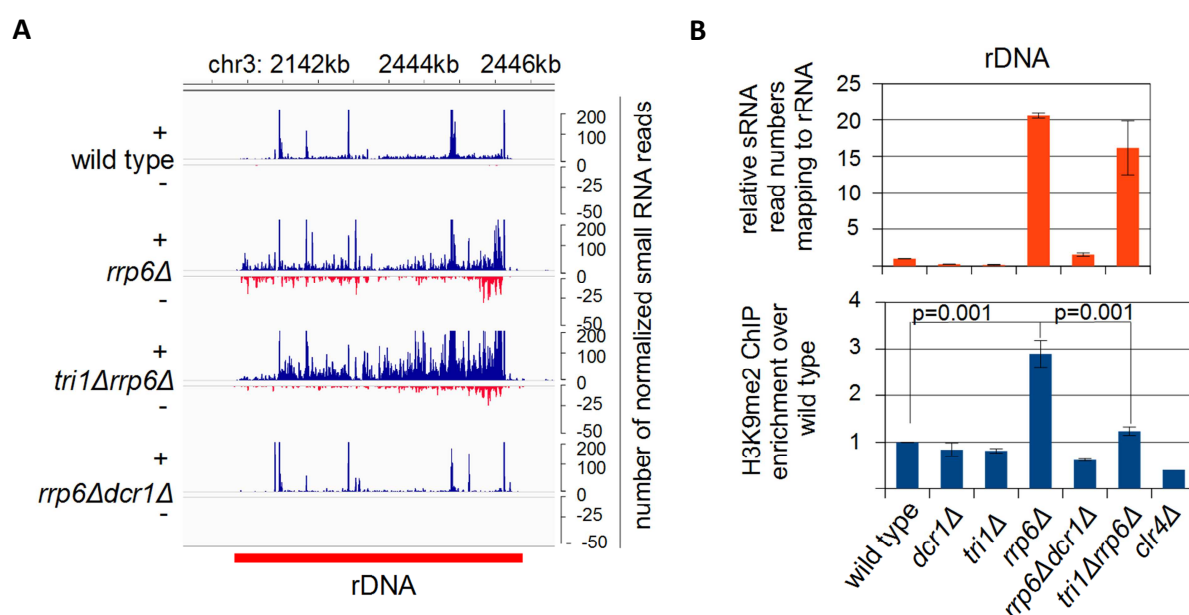 A
chr3: 2142kb 2444kb 2446kb
+
wild type
-
200
100
0
-25
-50
+
rrp6Δ
-
200
100
0
-25
-50
+
tri1Δrrp6Δ
-
200
100
0
-25
-50
+
rrp6Δdcr1Δ
-
200
100
0
-25
-50
number of normalized small RNA reads
rDNA
B
rDNA
relative sRNA
read numbers
mapping to rRNA
25
20
15
10
5
H3K9me2 ChIP
enrichment over
wild type
4
3
2
1
p=0.001
p=0.001
wild type
dcr1Δ
tri1Δ
rrp6Δ
rrp6Δdcr1Δ
tri1Δrrp6Δ
clr4Δ